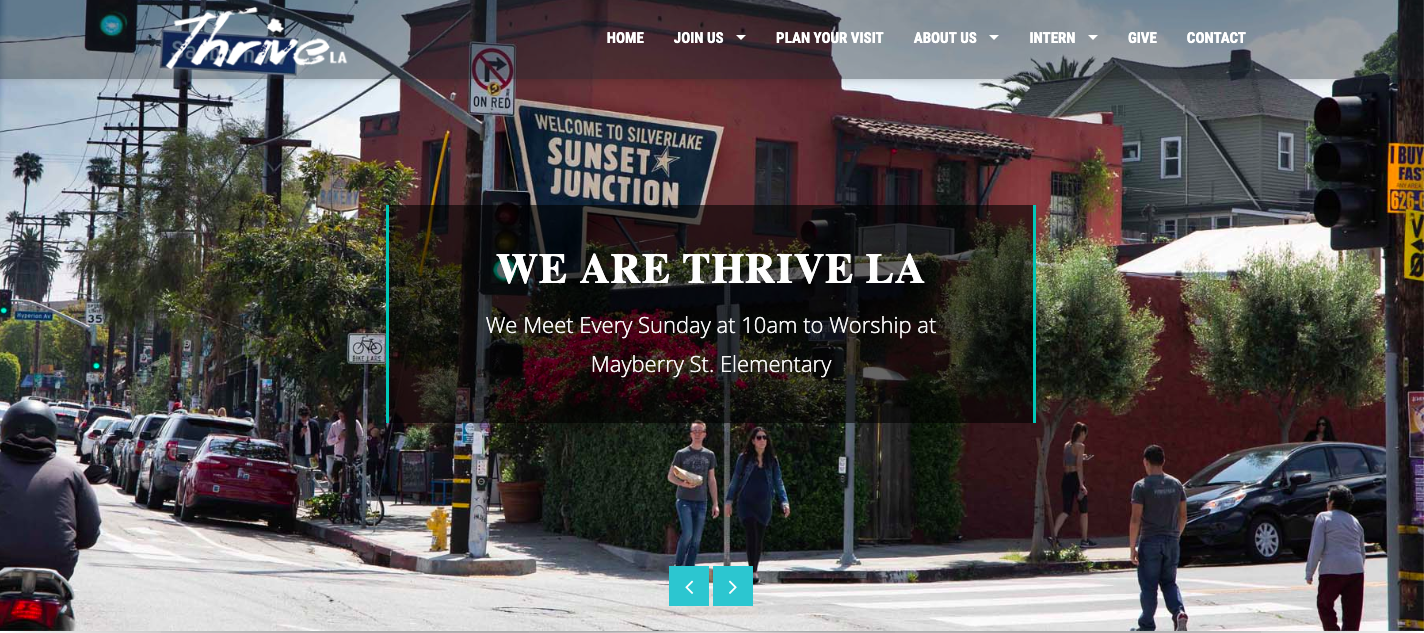 Thrive LA
HOME JOIN US PLAN YOUR VISIT ABOUT US INTERN GIVE CONTACT
ON RED
WELCOME TO SILVERLAKE
SUNSET
JUNCTION
I BUY
FAST
626-6
WE ARE THRIVE LA
We Meet Every Sunday at 10am to Worship at
Mayberry St. Elementary
Hyperion Av
35
BIKE LANE